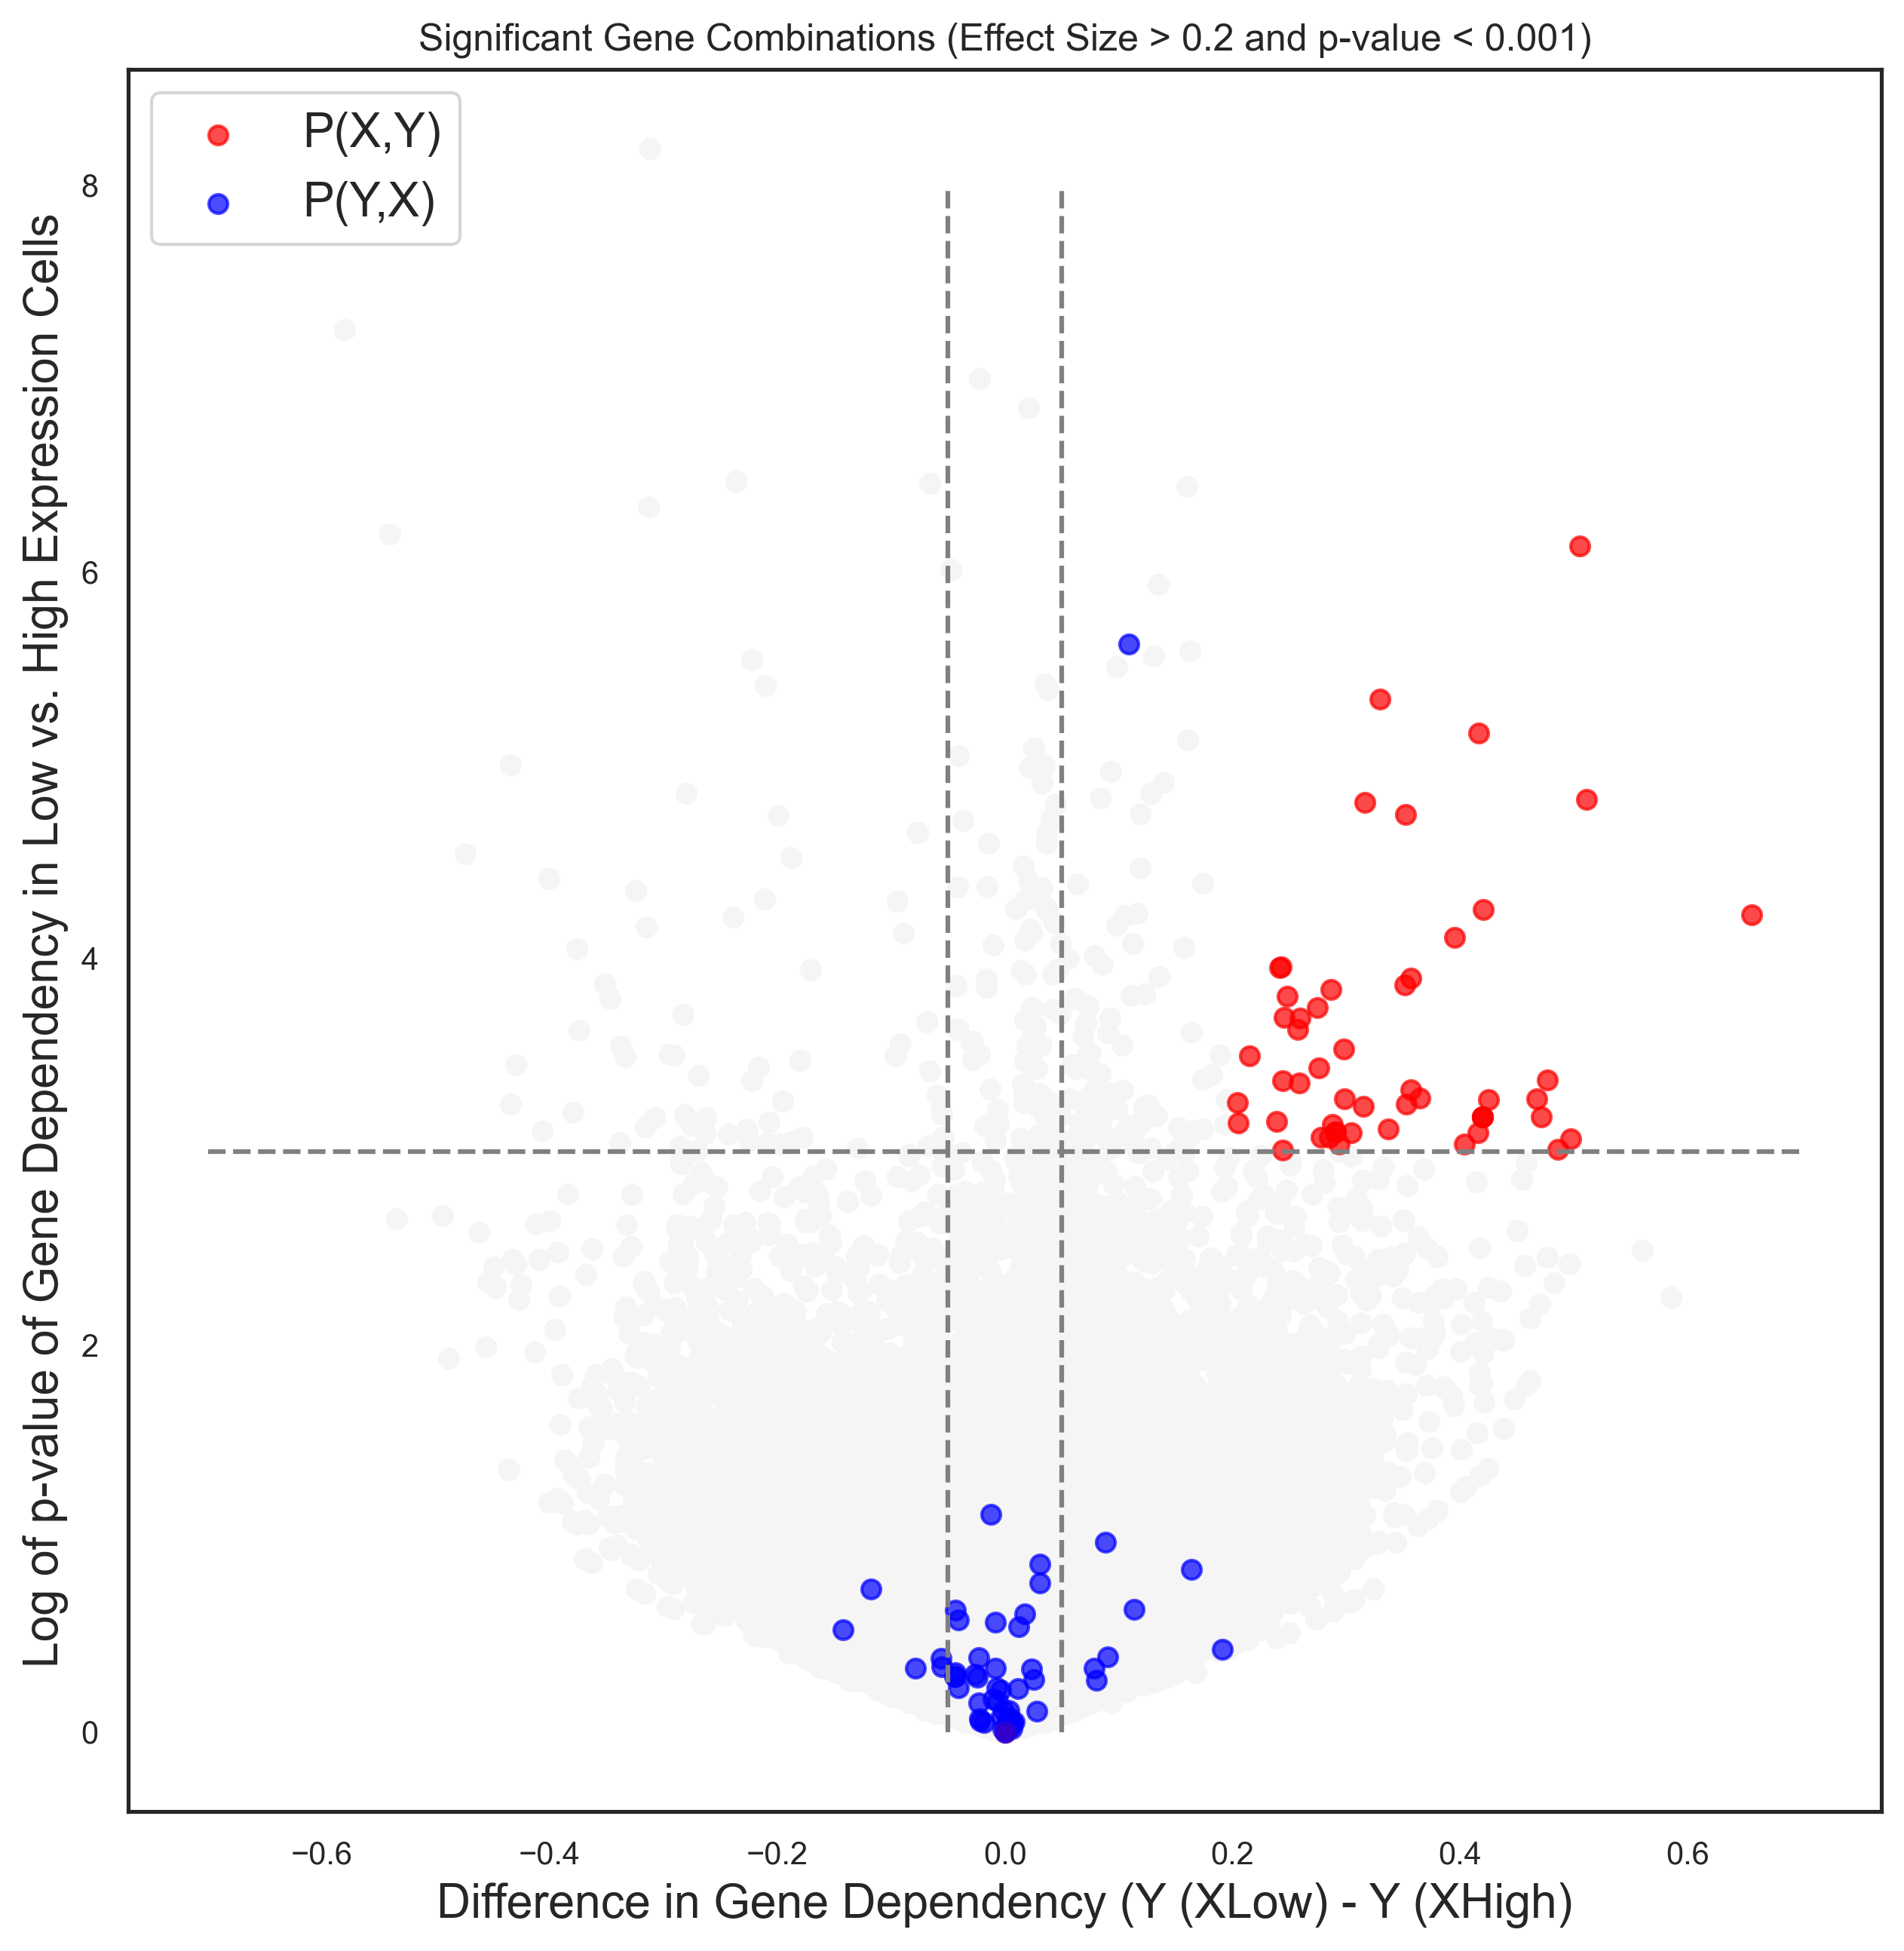 Significant Gene Combinations (Effect Size > 0.2 and p-value < 0.001)
P(X,Y)
P(Y,X)
Log of p-value of Gene Dependency in Low vs. High Expression Cells
8
6
4
2
0
−0.6 −0.4 −0.2 0.0 0.2 0.4 0.6
Difference in Gene Dependency (Y (XLow) - Y (XHigh)